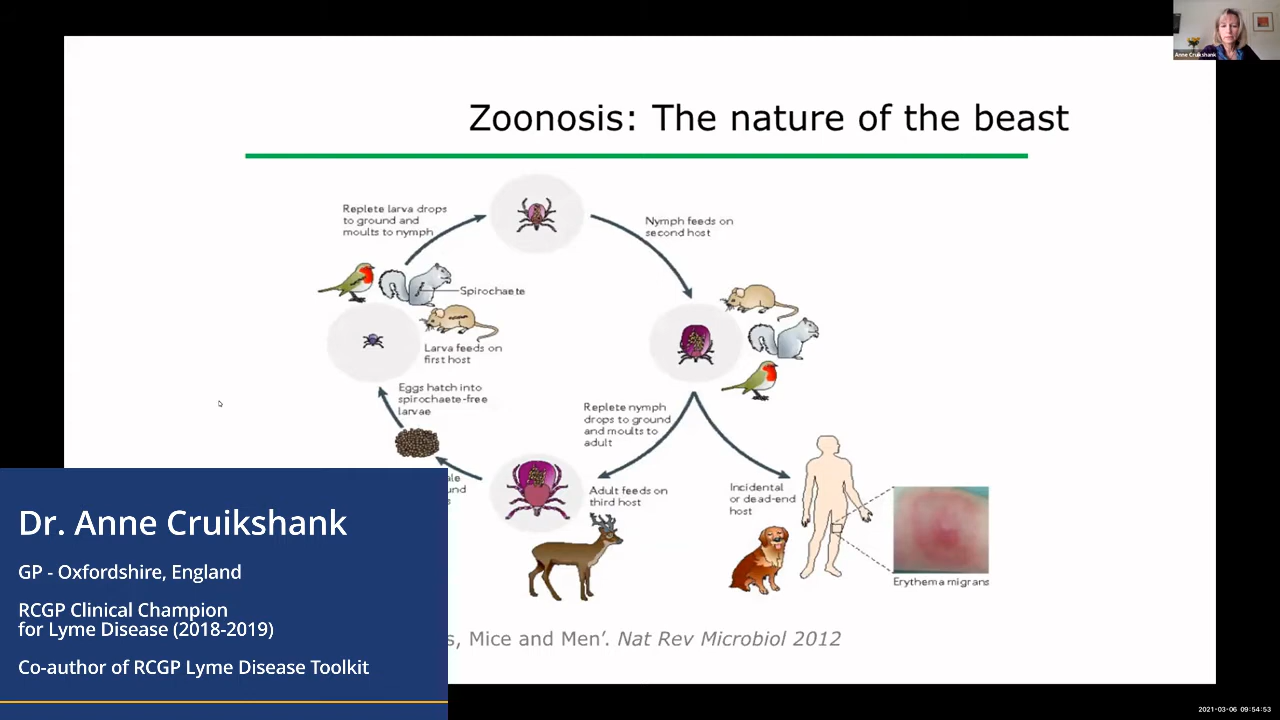 Anne Cruikshank
Zoonosis: The nature of the beast
Replete larva drops
to ground and
moults to nymph
Nymph feeds on
second host
Spirochaete
Larva feeds on
first host
Eggs hatch into
spirochaete-free
larvae
Replete nymph
drops to ground
and moults to
adult
Adult feeds on
third host
Incidental
or dead-end
host
Erythema migrans
s, Mice and Men’. Nat Rev Microbiol 2012
Dr. Anne Cruikshank
GP - Oxfordshire, England
RCGP Clinical Champion
for Lyme Disease (2018-2019)
Co-author of RCGP Lyme Disease Toolkit
2021-03-06 09:54:53